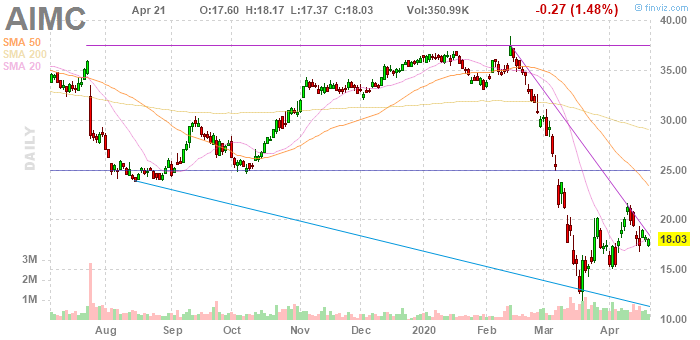 © finviz.com
AIMC Apr 21 O:17.60 H:18.17 L:17.37 C:18.03 Vol:350.99K -0.27 (1.48%)
SMA 50
SMA 200
SMA 20
DAILY
40.00
35.00
30.00
25.00
20.00
18.03
15.00
10.00
3M
2M
1M
Aug Sep Oct Nov Dec 2020 Feb Mar Apr